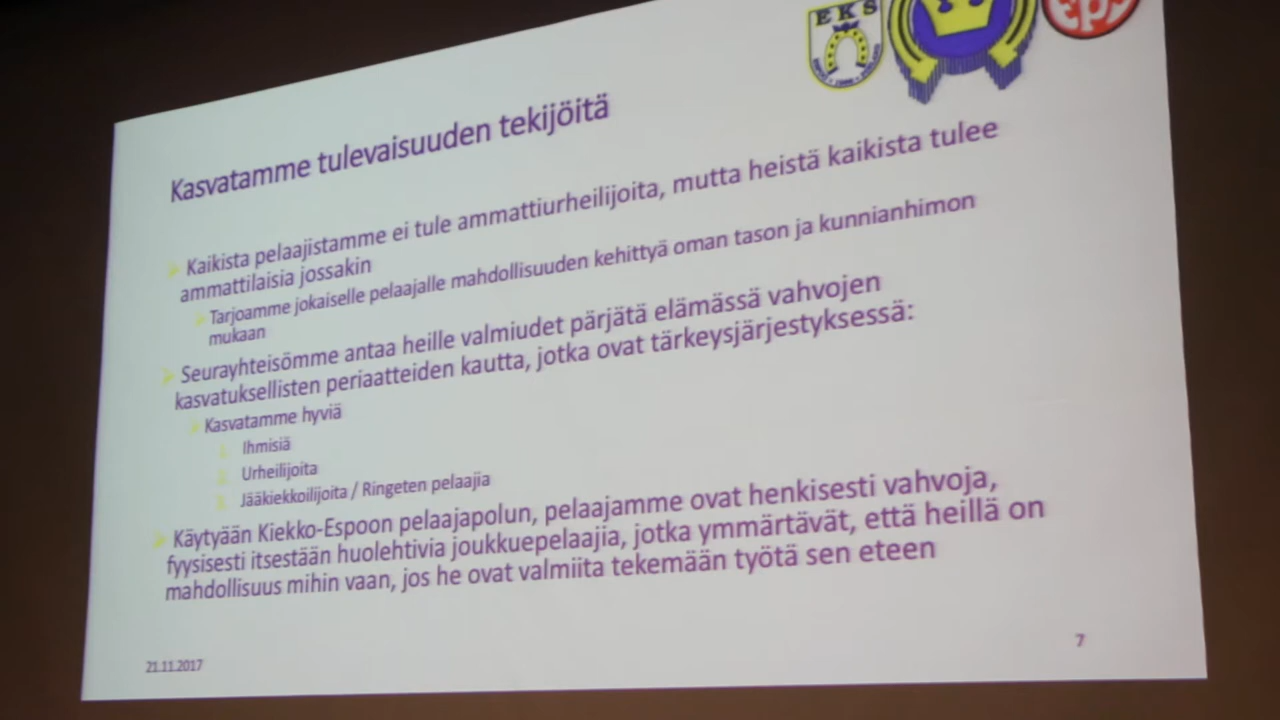 EKS
EPS
Kasvatamme tulevaisuuden tekijöitä
Kaikista pelaajistamme ei tule ammattiurheilijoita, mutta heistä kaikista tulee
ammattilaisia jossakin
Tarjoamme jokaiselle pelaajalle mahdollisuuden kehittyä oman tason ja kunnianhimon
mukaan
Seurayhteisömme antaa heille valmiudet pärjätä elämässä vahvojen
kasvatuksellisten periaatteiden kautta, jotka ovat tärkeysjärjestyksessä:
Kasvatamme hyviä
1. Ihmisiä
2. Urheilijoita
3. Jääkiekkoilijoita / Ringeten pelaajia
Käytyään Kiekko-Espoon pelaajapolun, pelaajamme ovat henkisesti vahvoja,
fyysisesti itsestään huolehtivia joukkuepelaajia, jotka ymmärtävät, että heillä on
mahdollisuus mihin vaan, jos he ovat valmiita tekemään työtä sen eteen
21.11.2017
7